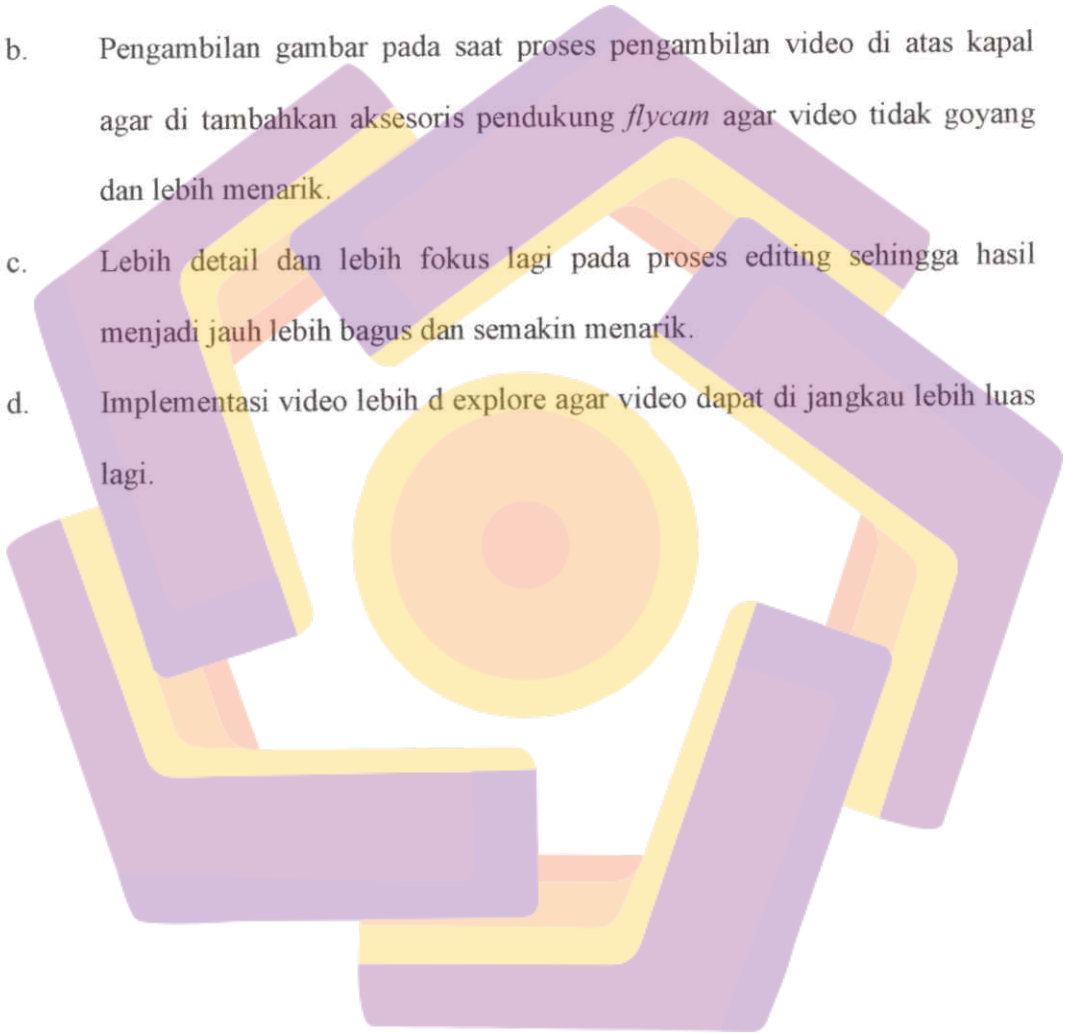 b. Pengambilan gambar pada saat proses pengambilan video di atas kapal
agar di tambahkan aksesoris pendukung flycam agar video tidak goyang
dan lebih menarik.
c. Lebih detail dan lebih fokus lagi pada proses editing sehingga hasil
menjadi jauh lebih bagus dan semakin menarik.
d. Implementasi video lebih d explore agar video dapat di jangkau lebih luas
lagi.